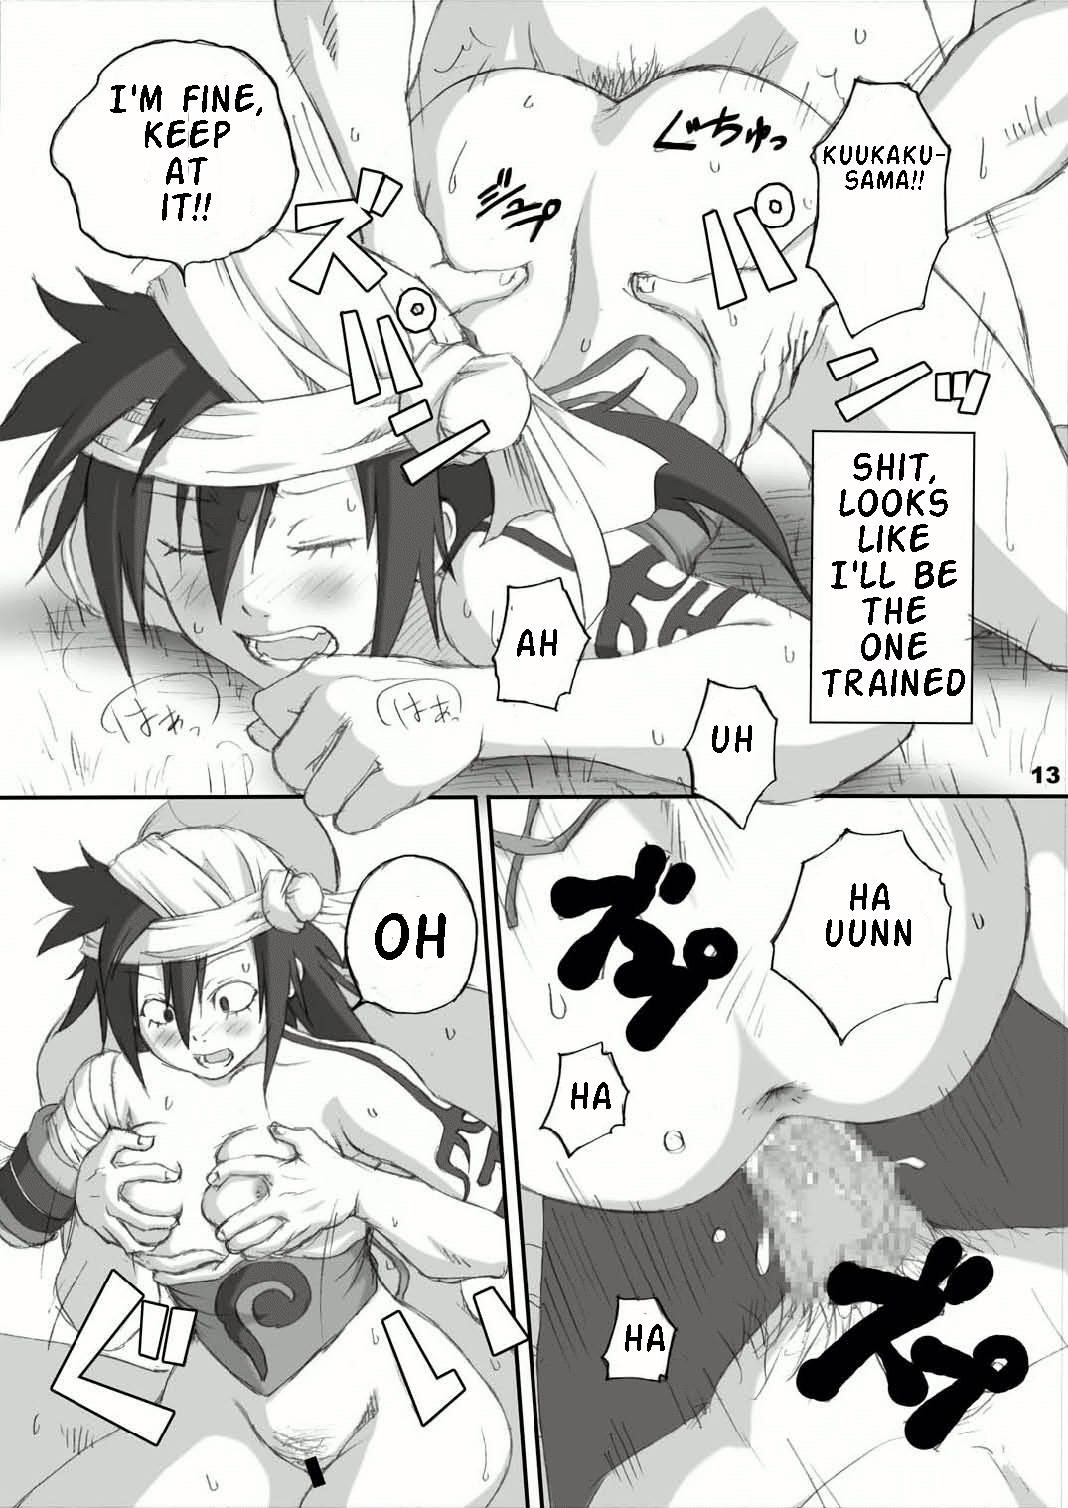 I'M FINE,
KEEP
AT
IT!!
KUUKAKU-
SAMA!!
ぐちゅっ
ジュプ
ズパンッ
パンッ
SHIT,
LOOKS
LIKE
I'LL BE
THE
ONE
TRAINED
AH
UH
はぁっ
はぁっ
13
OH
HA
UUNN
ズプ
HA
HA
ズプ